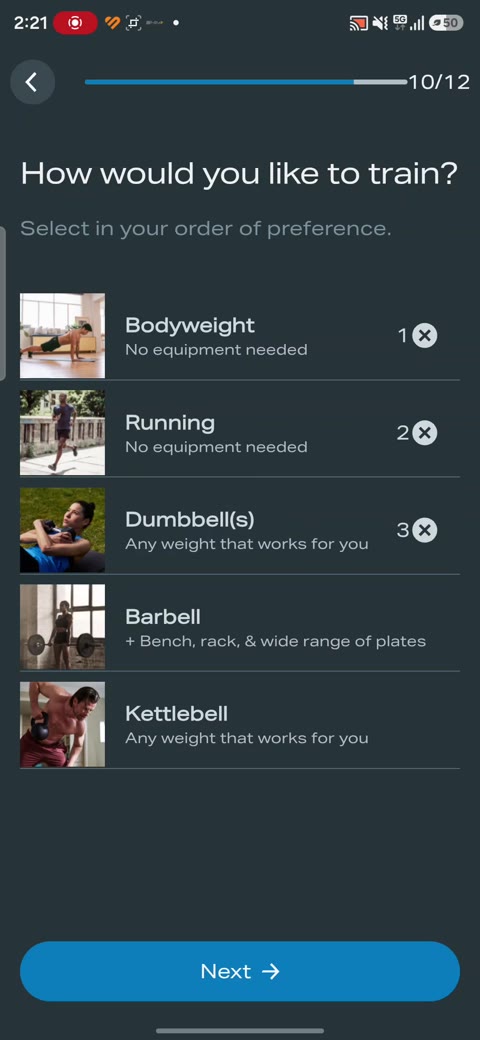 2:21
5G
50
10/12
How would you like to train?
Select in your order of preference.
Bodyweight
No equipment needed
1
Running
No equipment needed
2
Dumbbell(s)
Any weight that works for you
3
Barbell
+ Bench, rack, & wide range of plates
Kettlebell
Any weight that works for you
Next →